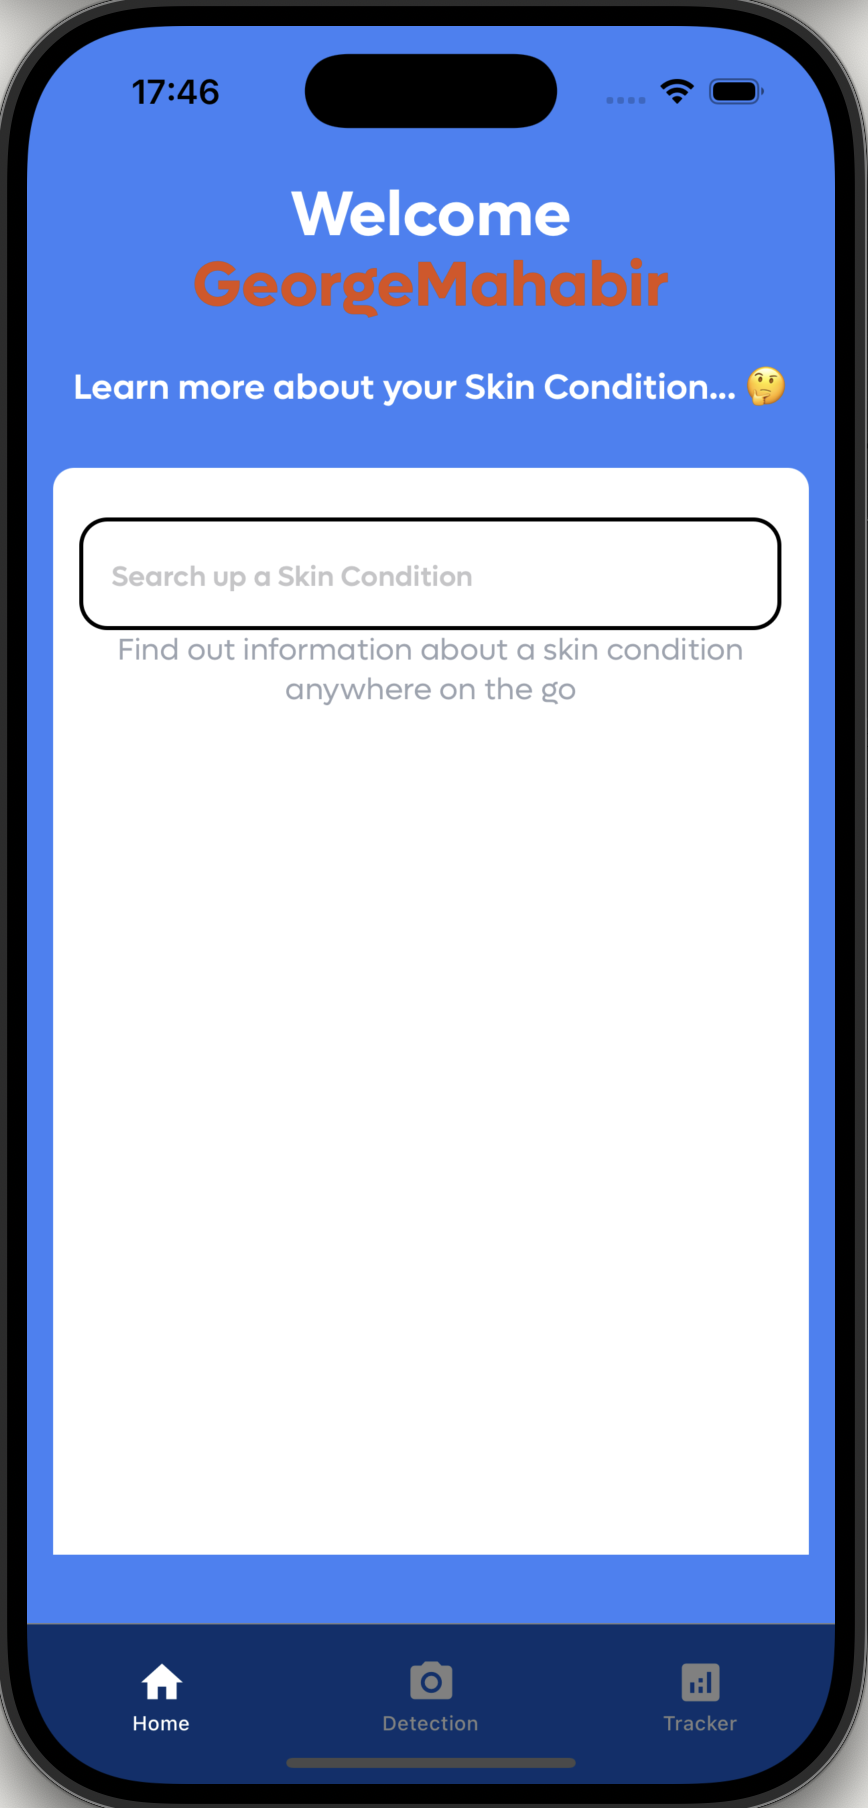 17:46
Welcome
GeorgeMahabir
Learn more about your Skin Condition... 🤔
Search up a Skin Condition
Find out information about a skin condition
anywhere on the go
Home
Detection
Tracker